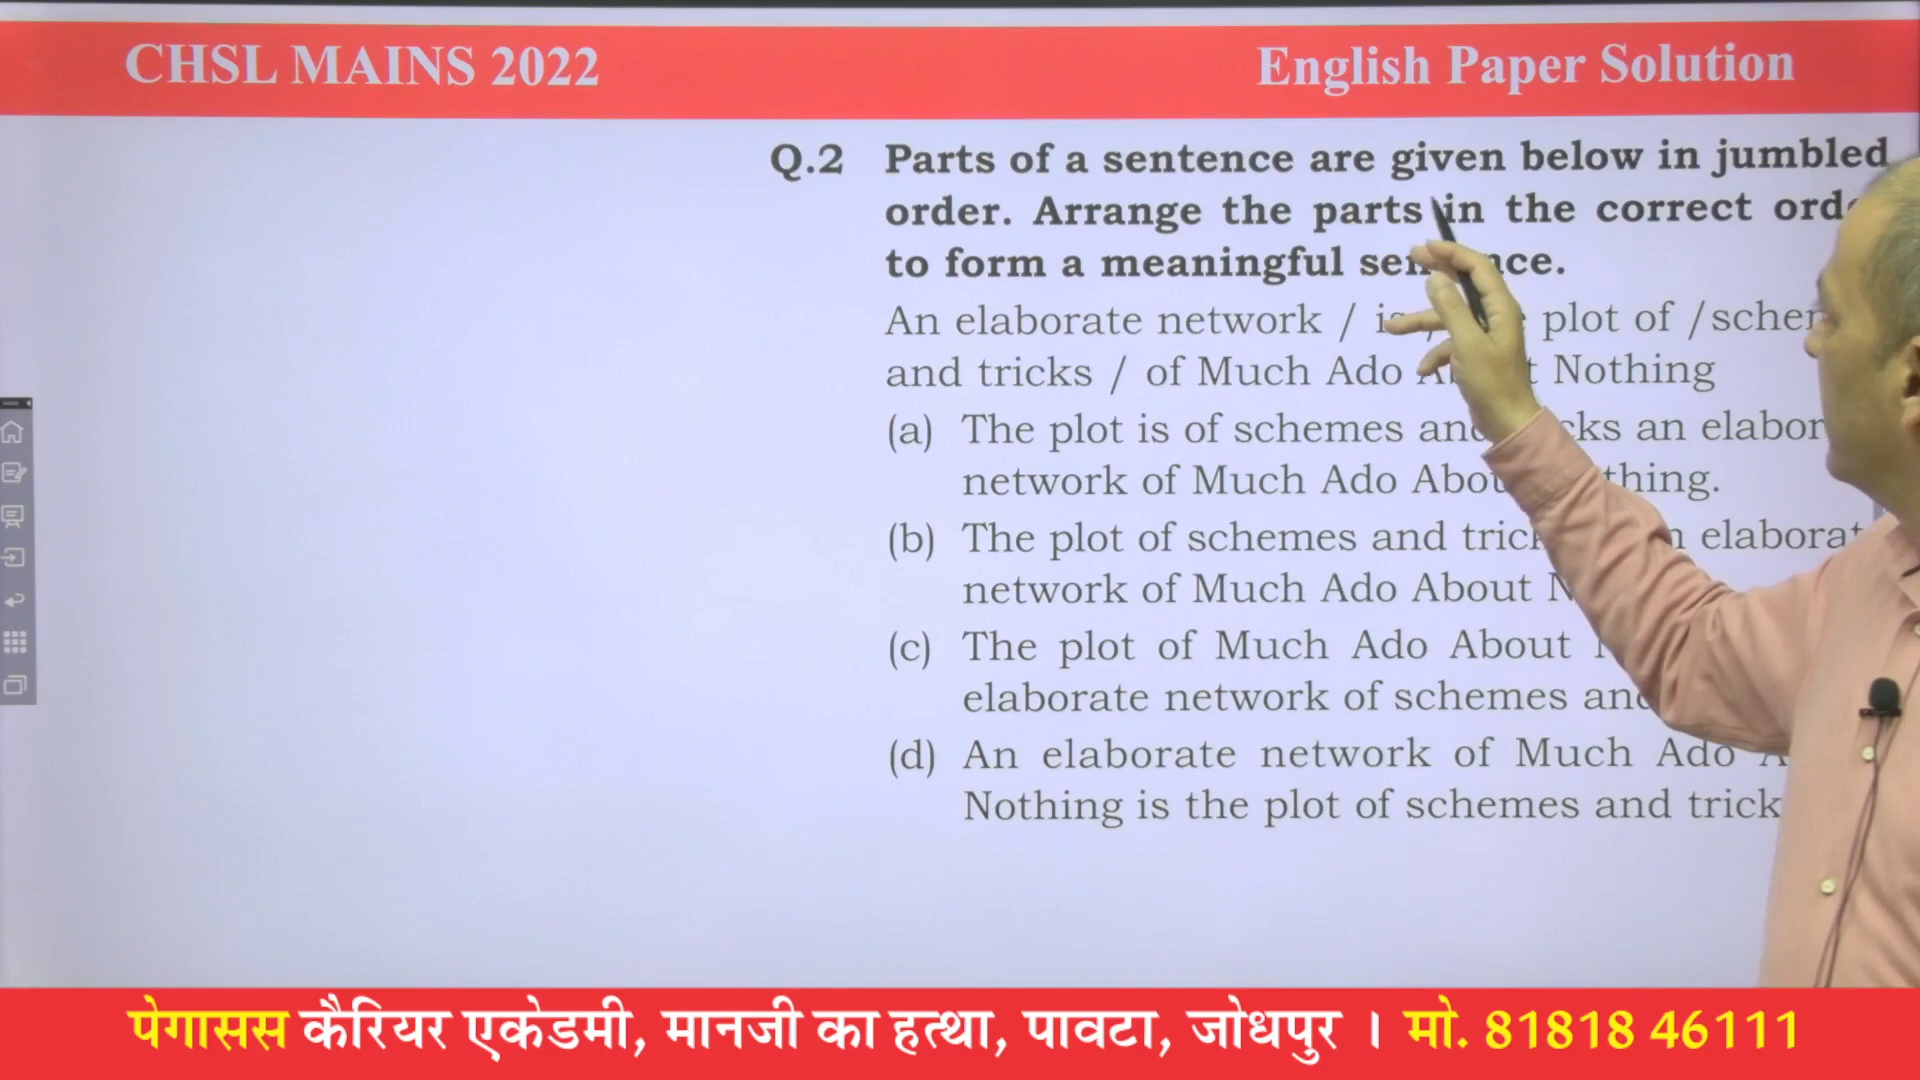 CHSL MAINS 2022
English Paper Solution
Q.2 Parts of a sentence are given below in jumbled
order. Arrange the parts in the correct
to form a meaningful
An elaborate network / / plot of /
and tricks / of Much Ado Nothing
(a) The plot is of schemes an
network of Much Ado
(b) The plot of schemes and
network of Much Ado About
(c) The plot of Much Ado About
elaborate network of schemes
(d) An elaborate network of Much Ado
Nothing is the plot of schemes and
पेगासस कैरियर एकेडमी, मानजी का हत्था, पावटा, जोधपुर । मो. 81818 46111